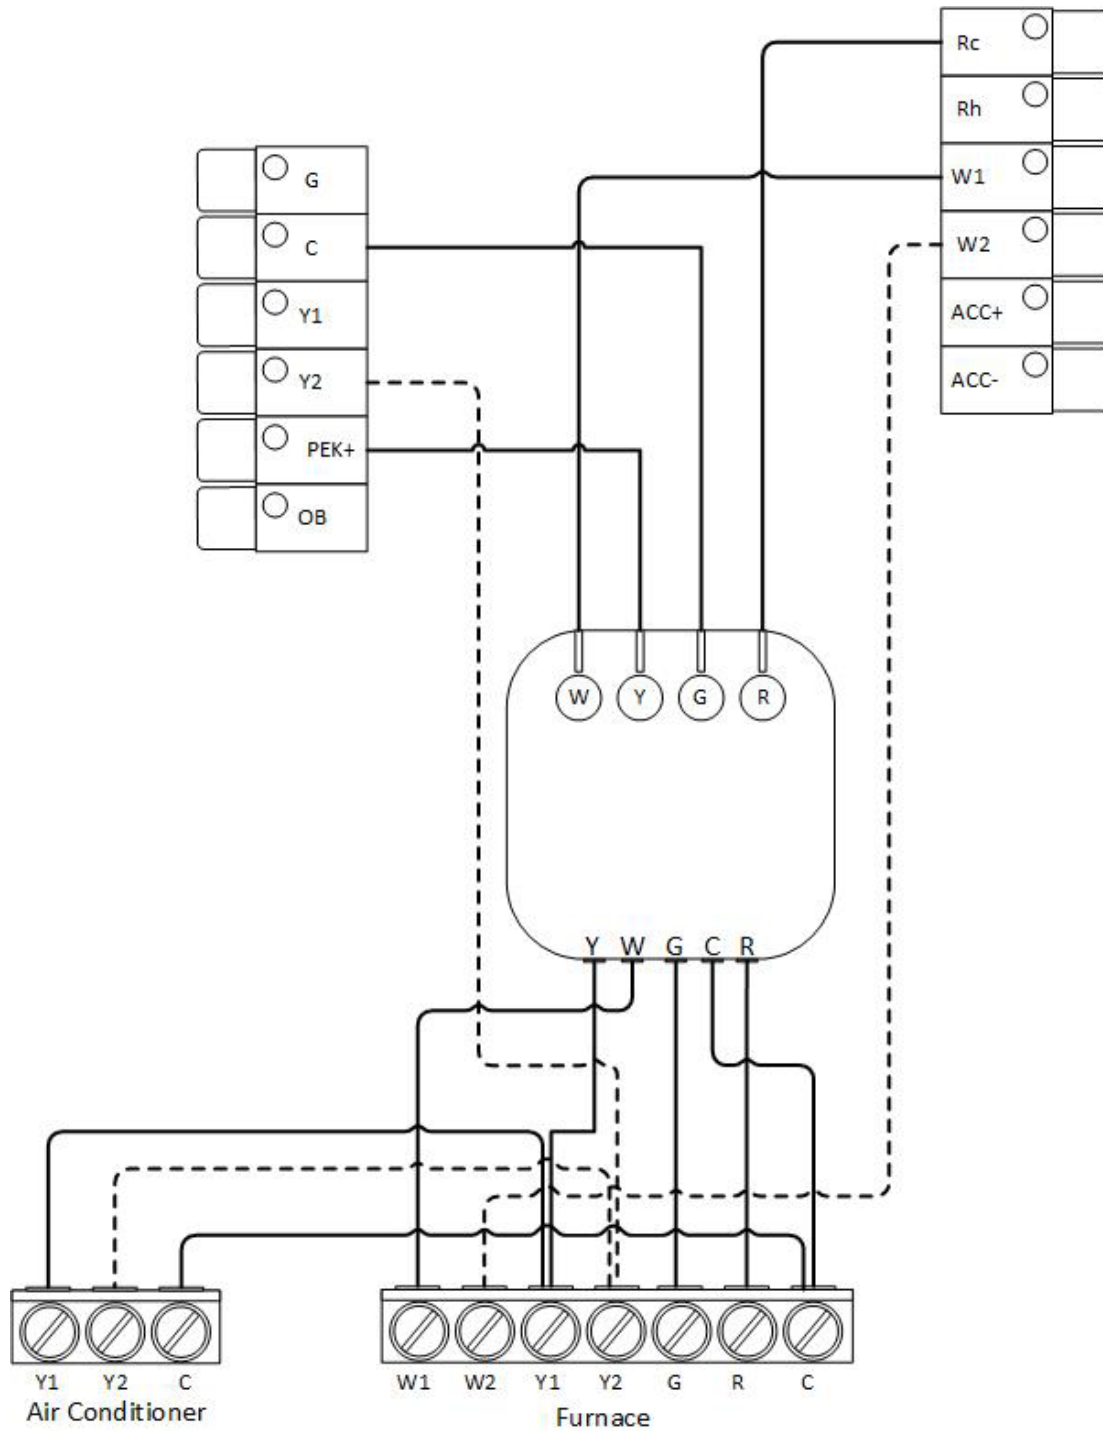 Rc
Rh
W1
W2
ACC+
ACC-
G
C
Y1
Y2
PEK+
OB
W Y G R
Y W G C R
Y1 Y2 C
Air Conditioner
W1 W2 Y1 Y2 G R C
Furnace